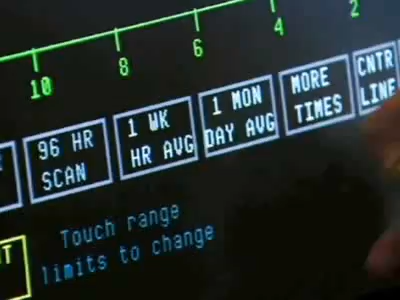 10 8 6 4 2
96 HR
SCAN
1 WK
HR AVG
1 MON
DAY AVG
MORE
TIMES
CNTR
LINE
Touch range
limits to change